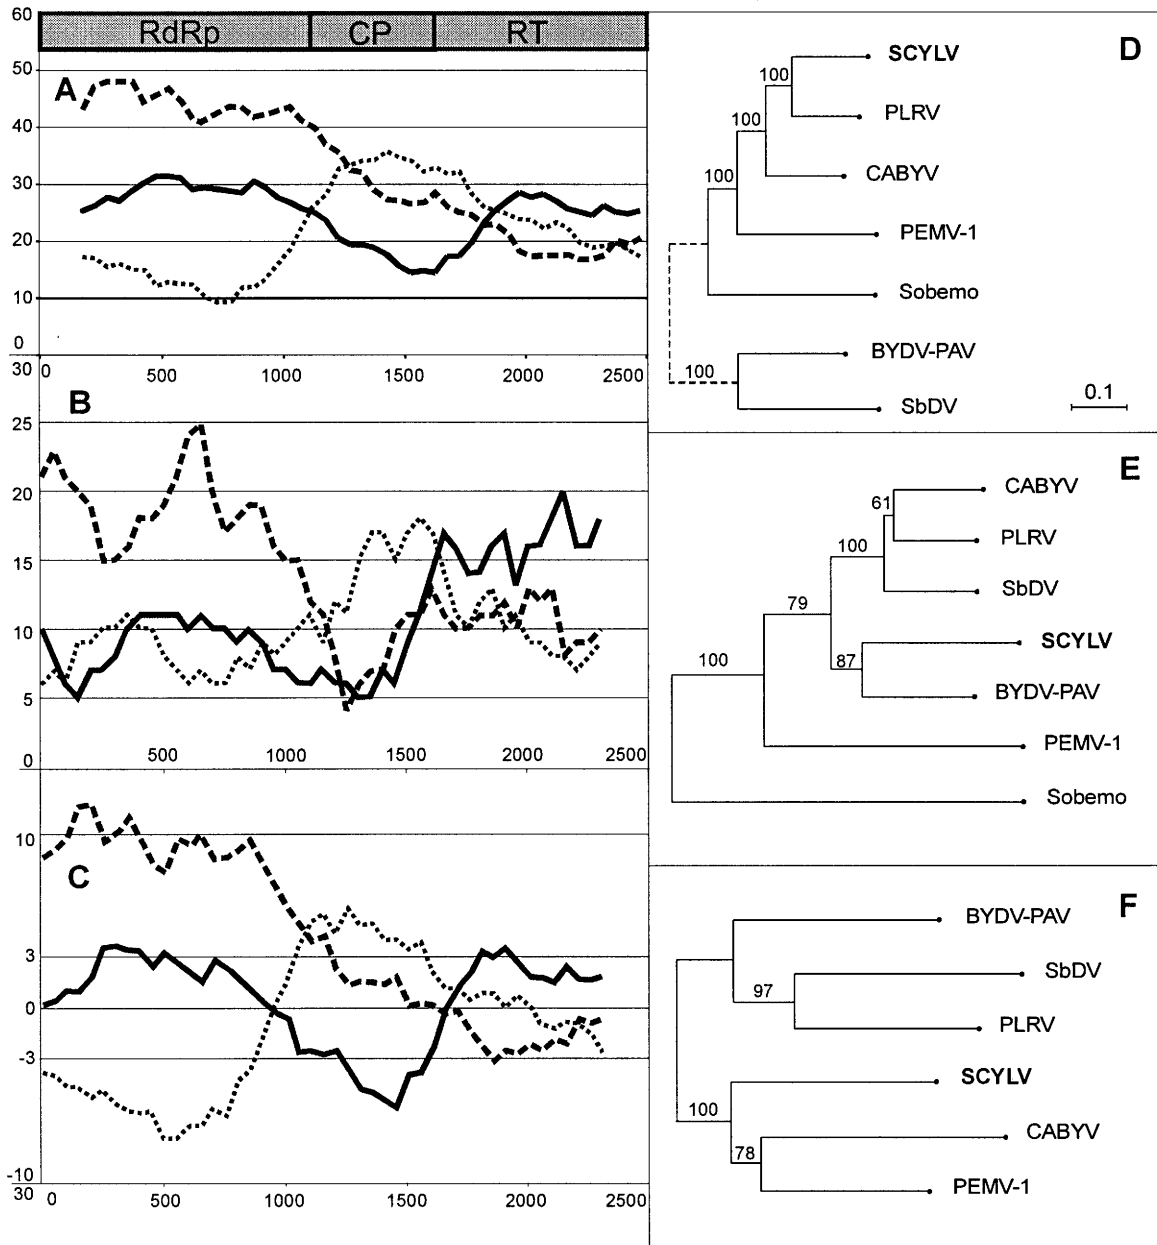 60
RdRp CP RT
50
A
40
30
20
10
0
0 500 1000 1500 2000 2500
30
B
25
20
15
10
5
0
500 1000 1500 2000 2500
10
C
3
0
-3
-10
30 0 500 1000 1500 2000 2500
D
SCYLV
100
PLRV
100
CABYV
100
PEMV-1
Sobemo
BYDV-PAV
100
SbDV
0.1
E
CABYV
61
PLRV
100
SbDV
79
SCYLV
87
BYDV-PAV
100
PEMV-1
Sobemo
F
BYDV-PAV
SbDV
97
PLRV
SCYLV
100
CABYV
78
PEMV-1